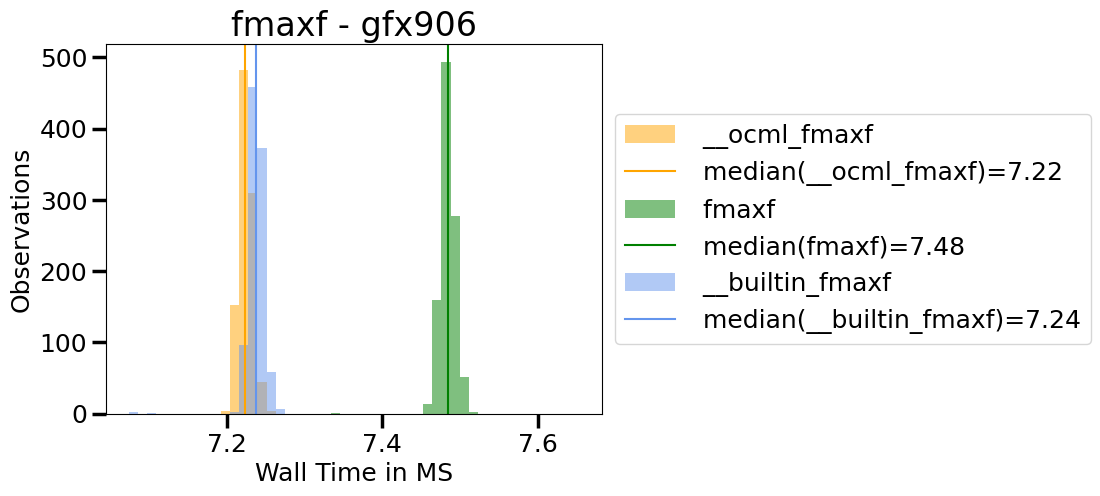 fmaxf - gfx906
500
400
300
200
100
0
Observations
7.2 7.4 7.6
Wall Time in MS
__ocml_fmaxf
median(__ocml_fmaxf)=7.22
fmaxf
median(fmaxf)=7.48
__builtin_fmaxf
median(__builtin_fmaxf)=7.24